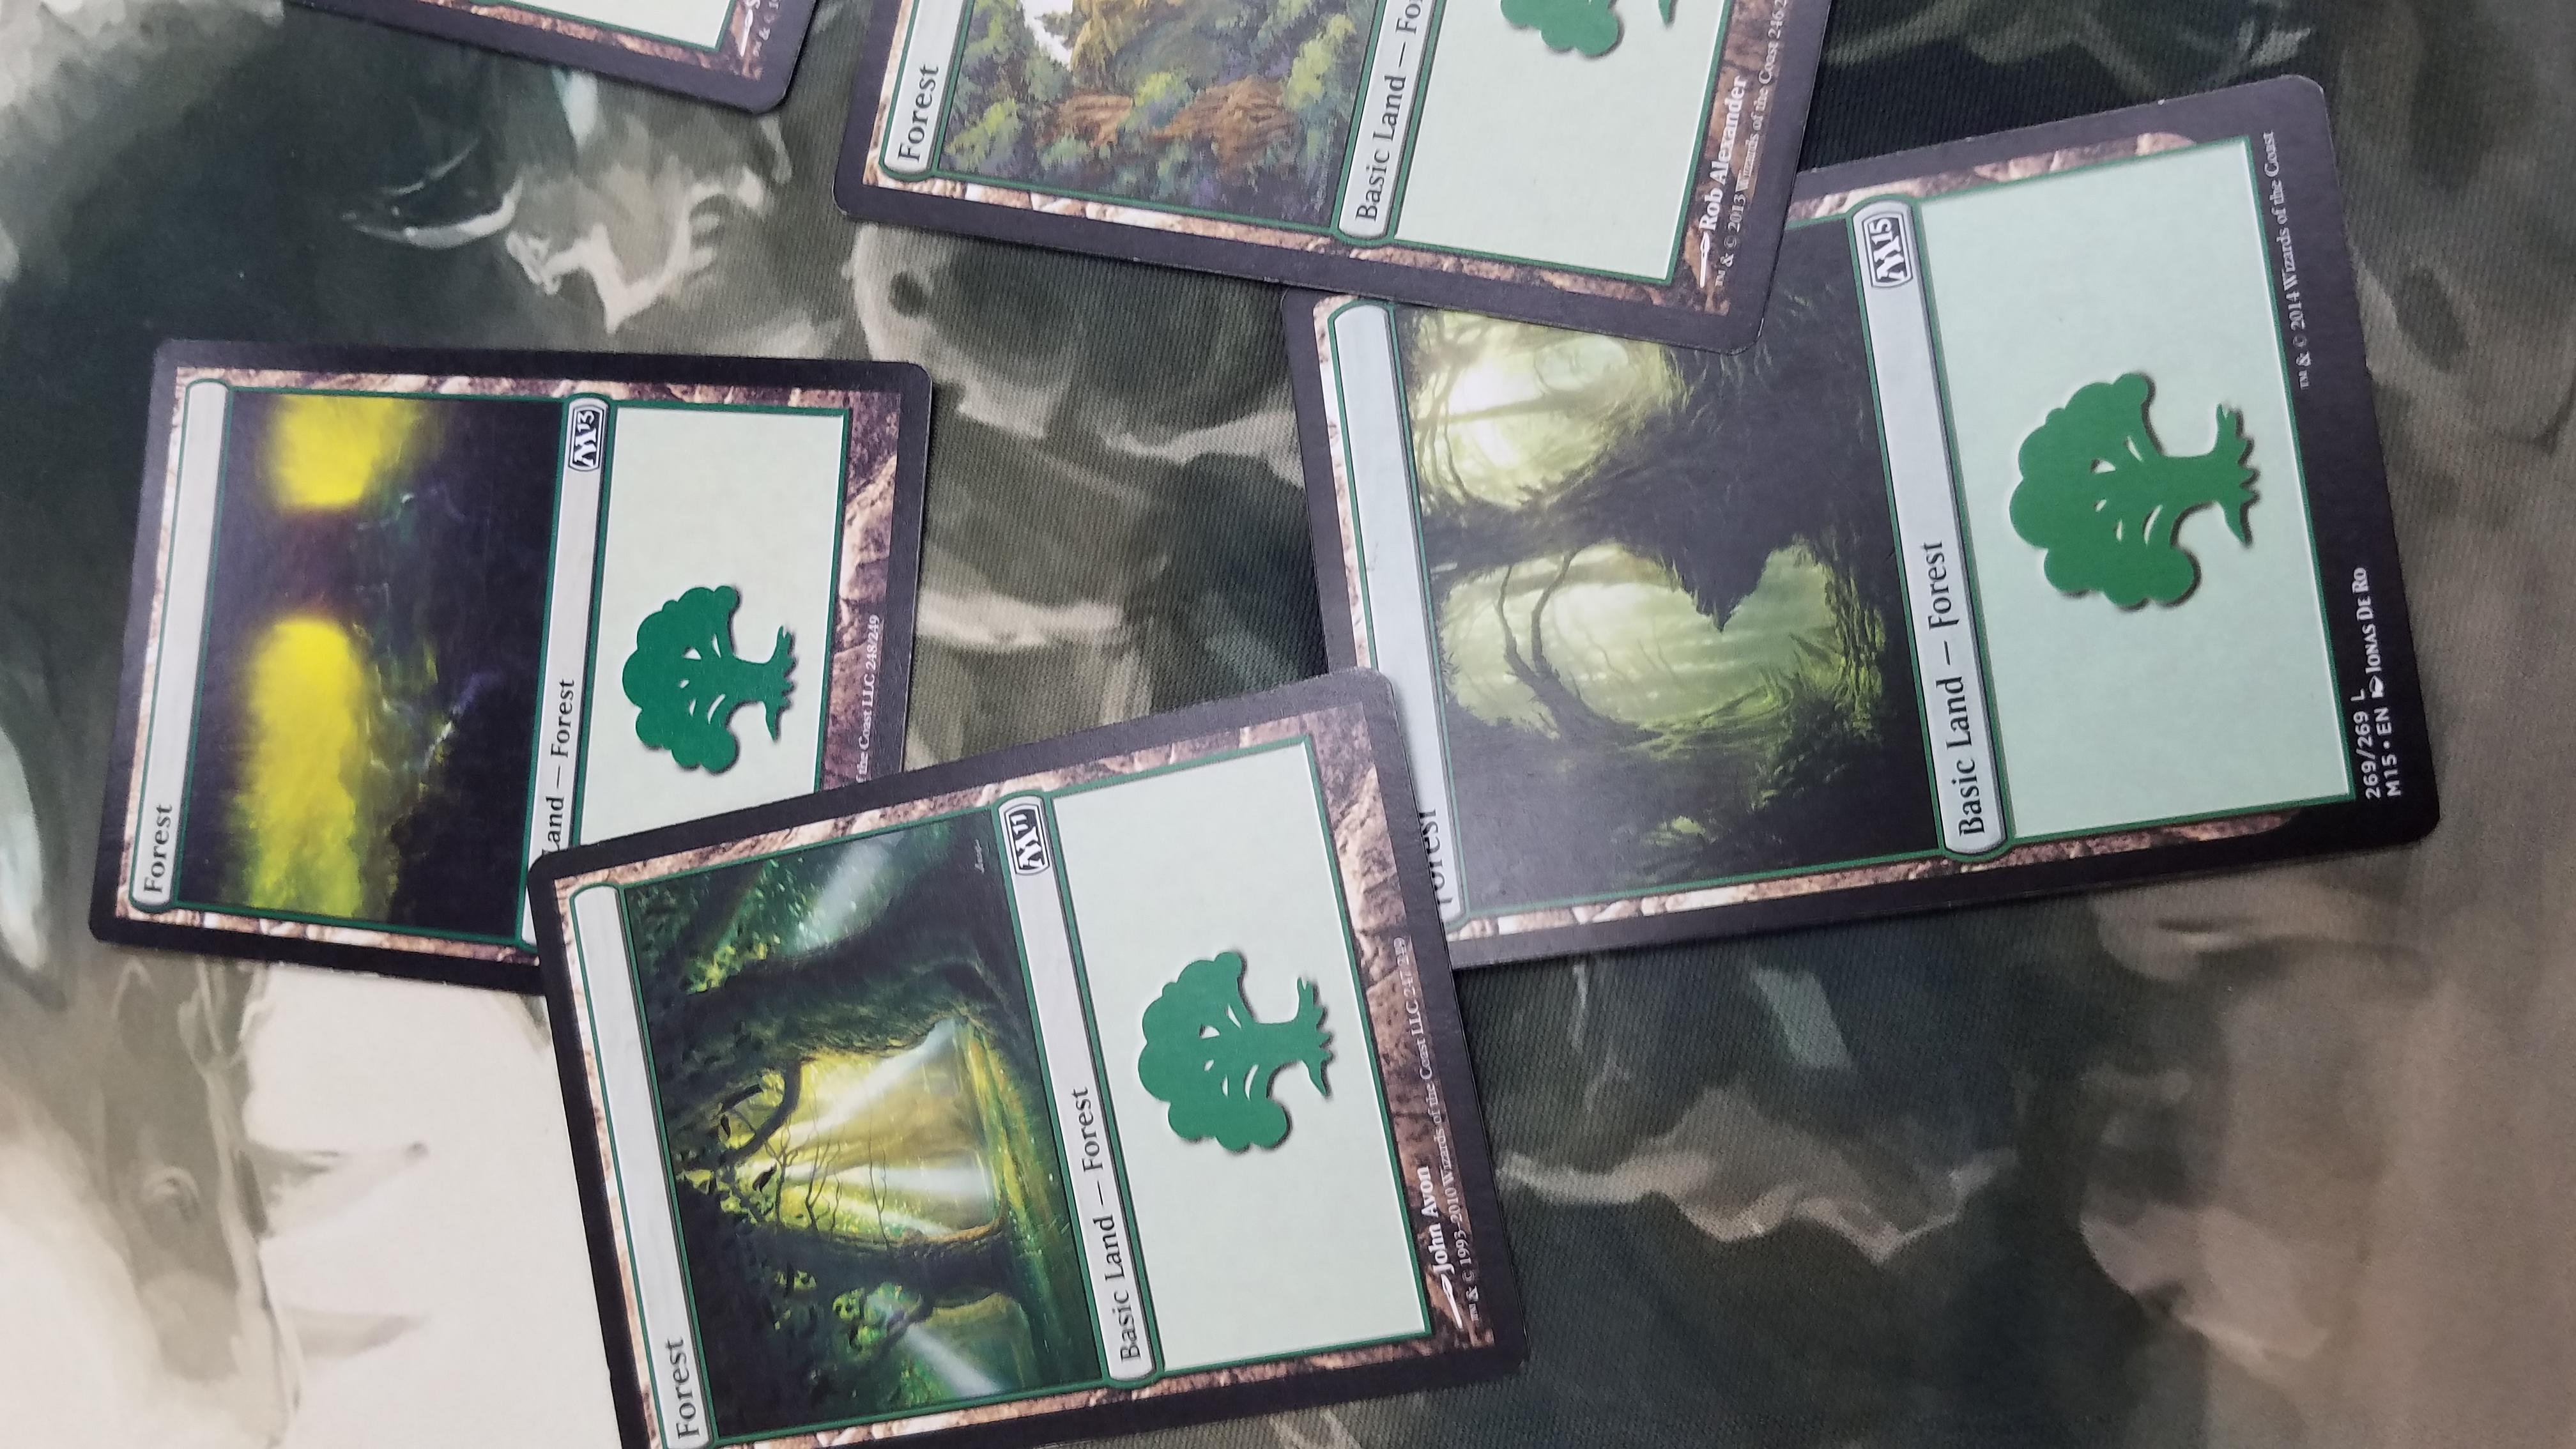 Forest
Land — Forest
M13
f the Coast LLC 248/249
Forest
M11
Basic Land — Forest
John Avon
™ & © 1993–2010 Wizards of the Coast LLC 247/249
Forest
Basic Land — Fo
Rob Alexander
™ & © 2013 Wizards of the Coast 246/
Forest
M15
Basic Land — Forest
™ & © 2014 Wizards of the Coast
269/269 L
M15 • EN Jonas De Ro